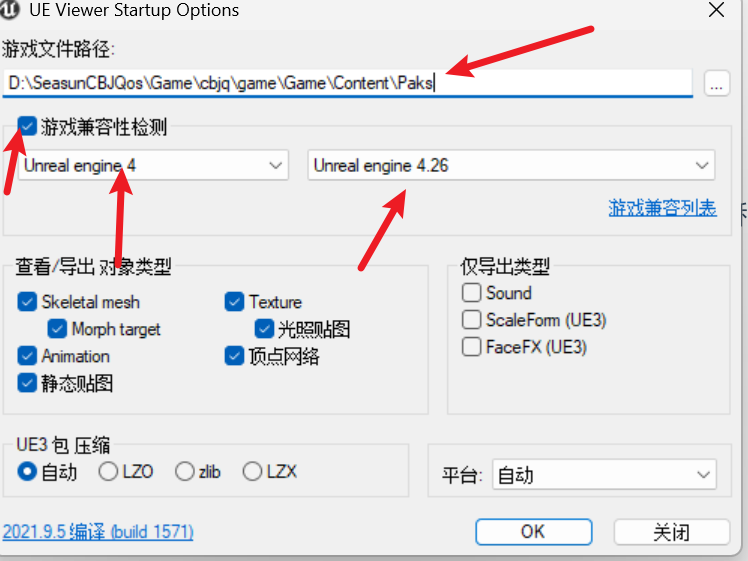 UE Viewer Startup Options
游戏文件路径:
D:\SeasunCBJQos\Game\cbjq\game\Game\Content\Paks
...
游戏兼容性检测
Unreal engine 4
Unreal engine 4.26
游戏兼容列表
查看/导出 对象类型
仅导出类型
Skeletal mesh
Texture
Sound
Morph target
光照贴图
ScaleForm (UE3)
Animation
顶点网络
FaceFX (UE3)
静态贴图
UE3 包 压缩
自动
LZO
zlib
LZX
平台:
自动
2021.9.5 编译 (build 1571)
OK
关闭